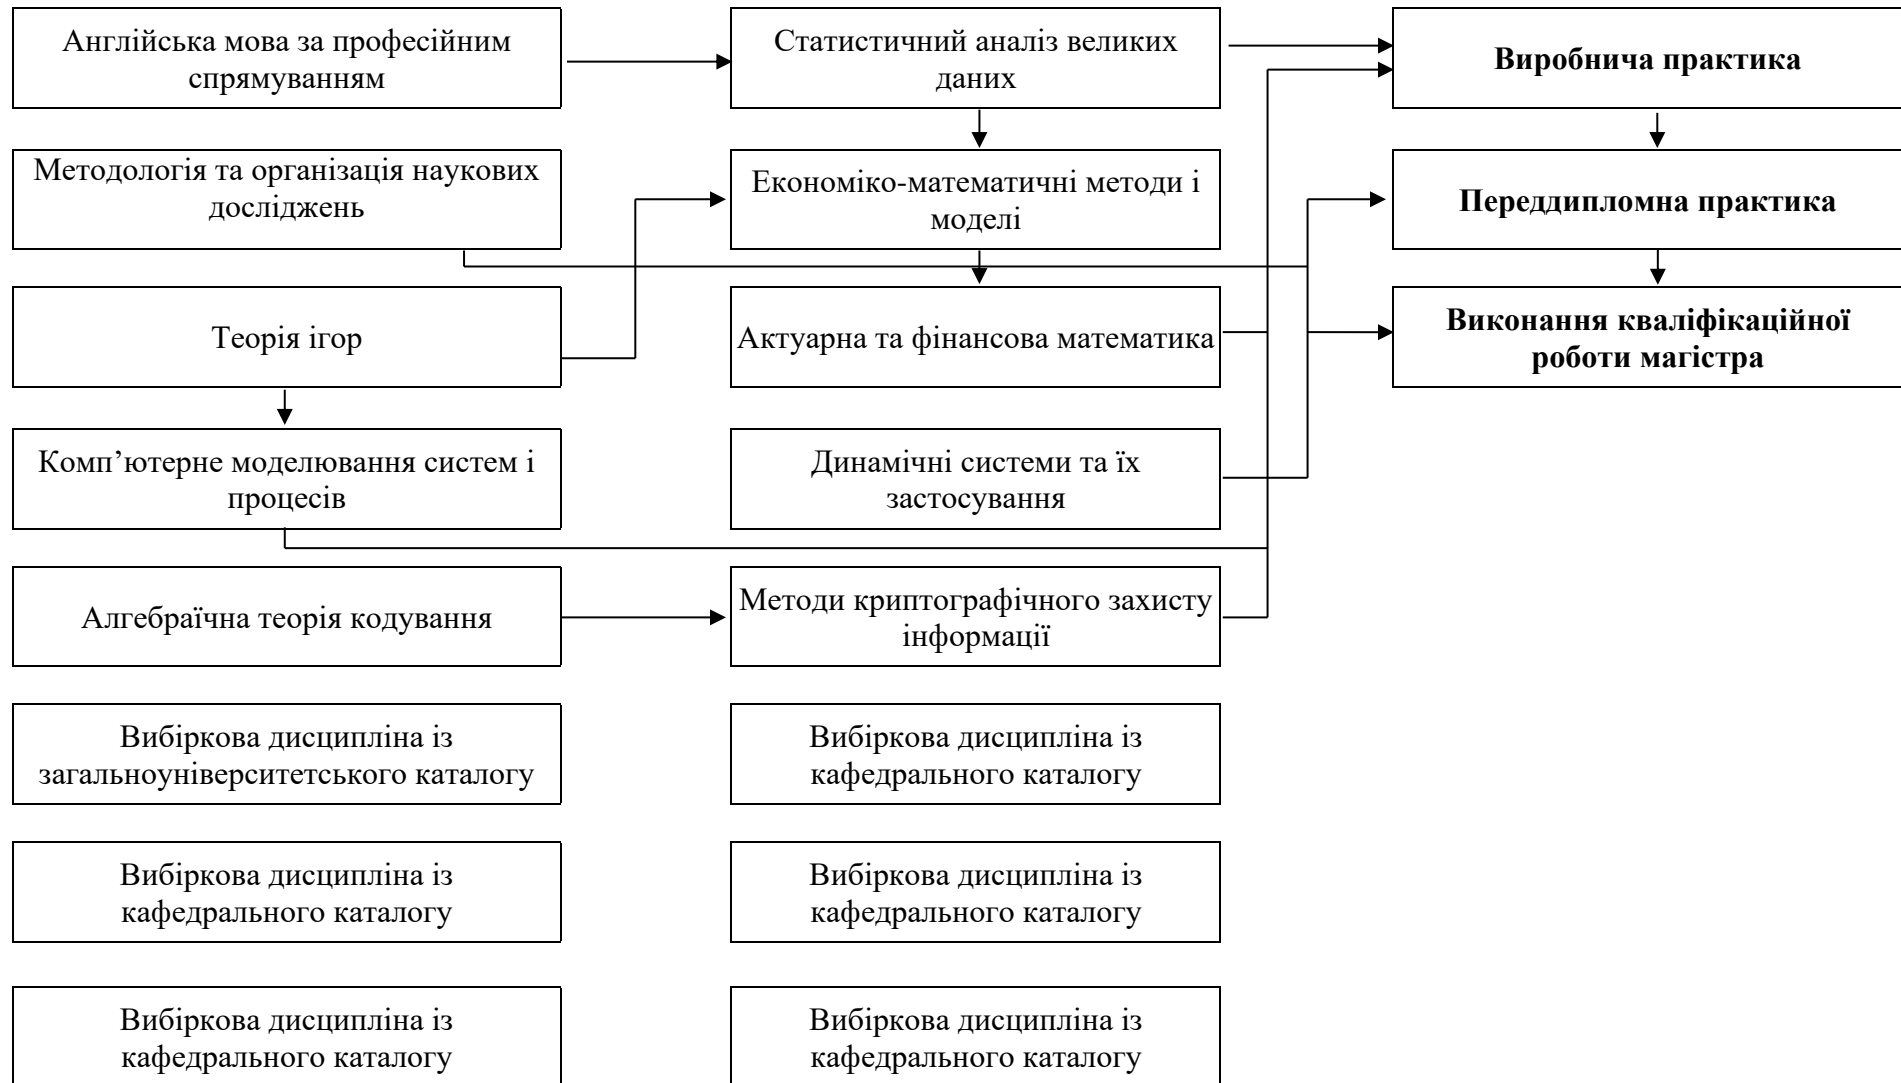 Англійська мова за професійним
спрямуванням
Статистичний аналіз великих
даних
Виробнича практика
Методологія та організація наукових
досліджень
Економіко-математичні методи і
моделі
Переддипломна практика
Теорія ігор
Актуарна та фінансова математика
Виконання кваліфікаційної
роботи магістра
Комп’ютерне моделювання систем і
процесів
Динамічні системи та їх
застосування
Алгебраїчна теорія кодування
Методи криптографічного захисту
інформації
Вибіркова дисципліна із
загальноуніверситетського каталогу
Вибіркова дисципліна із
кафедрального каталогу
Вибіркова дисципліна із
кафедрального каталогу
Вибіркова дисципліна із
кафедрального каталогу
Вибіркова дисципліна із
кафедрального каталогу
Вибіркова дисципліна із
кафедрального каталогу